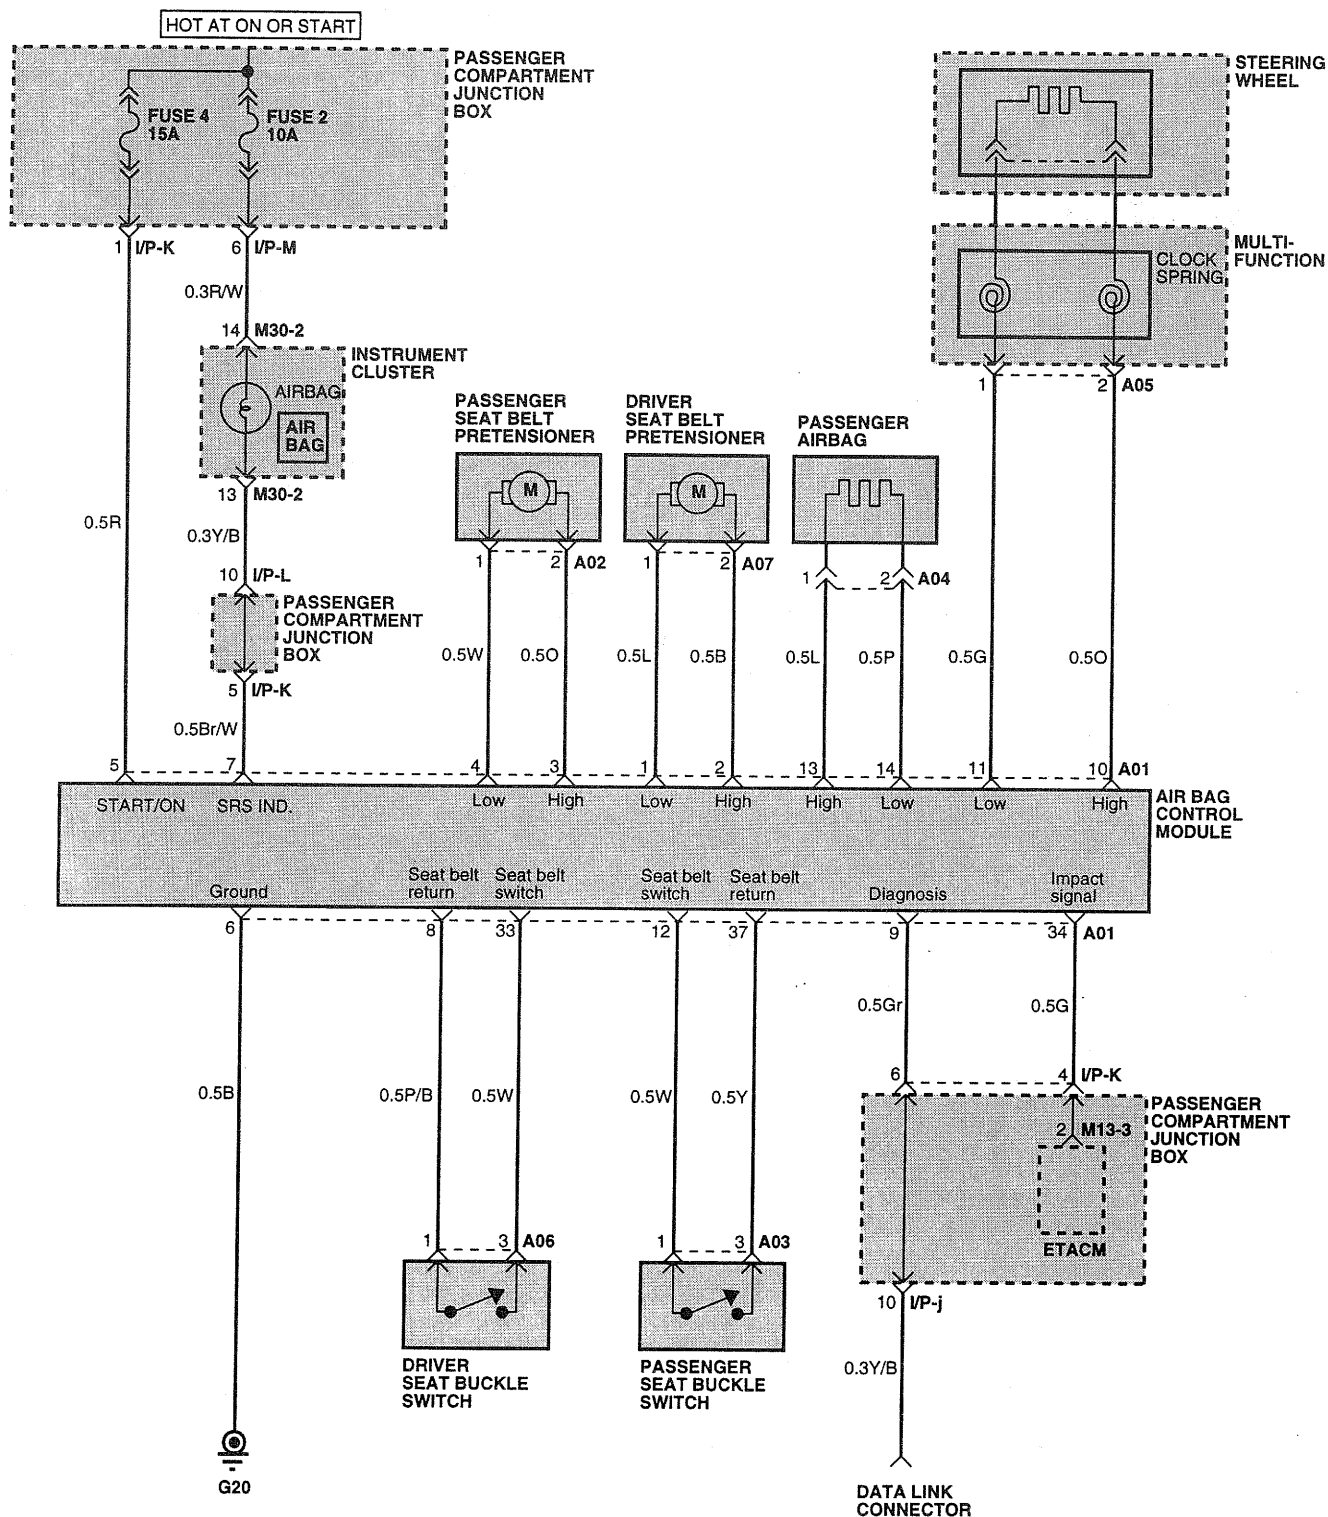 HOT AT ON OR START
PASSENGER
COMPARTMENT
JUNCTION
BOX
FUSE 4
15A
FUSE 2
10A
STEERING
WHEEL
1 I/P-K
6 I/P-M
MULTI-
FUNCTION
CLOCK
SPRING
0.3R/W
14 M30-2
INSTRUMENT
CLUSTER
AIRBAG
AIR
BAG
1
2 A05
PASSENGER
SEAT BELT
PRETENSIONER
DRIVER
SEAT BELT
PRETENSIONER
PASSENGER
AIRBAG
M
M
13 M30-2
0.5R
0.3Y/B
1
2 A02
1
2 A07
1
2 A04
10 I/P-L
PASSENGER
COMPARTMENT
JUNCTION
BOX
0.5W
0.5O
0.5L
0.5B
0.5L
0.5P
0.5G
0.5O
5 I/P-K
0.5Br/W
5
7
4
3
1
2
13
14
11
10 A01
START/ON
SRS IND.
Low
High
Low
High
High
Low
Low
High
AIR BAG
CONTROL
MODULE
Ground
Seat belt
return
Seat belt
switch
Seat belt
switch
Seat belt
return
Diagnosis
Impact
signal
6
8
33
12
37
9
34 A01
0.5Gr
0.5G
0.5B
0.5P/B
0.5W
0.5W
0.5Y
6
4 I/P-K
PASSENGER
COMPARTMENT
JUNCTION
BOX
2 M13-3
ETACM
1
3 A06
1
3 A03
10 I/P-j
DRIVER
SEAT BUCKLE
SWITCH
PASSENGER
SEAT BUCKLE
SWITCH
0.3Y/B
G20
DATA LINK
CONNECTOR